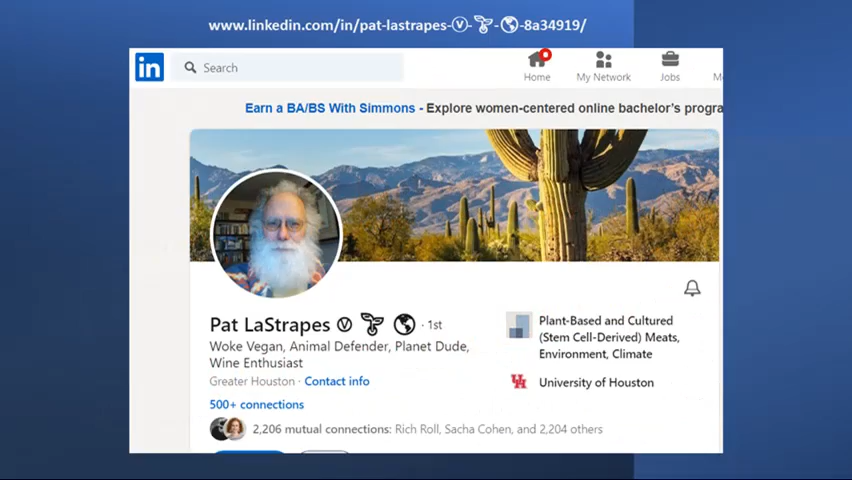 www.linkedin.com/in/pat-lastrapes-ⓥ-🌱-🌎-8a34919/
in
Search
Home
My Network
Jobs
Earn a BA/BS With Simmons - Explore women-centered online bachelor's progra
Pat LaStrapes ⓥ 🌱 🌎 · 1st
Woke Vegan, Animal Defender, Planet Dude,
Wine Enthusiast
Greater Houston · Contact info
500+ connections
2,206 mutual connections: Rich Roll, Sacha Cohen, and 2,204 others
Plant-Based and Cultured
(Stem Cell-Derived) Meats,
Environment, Climate
University of Houston